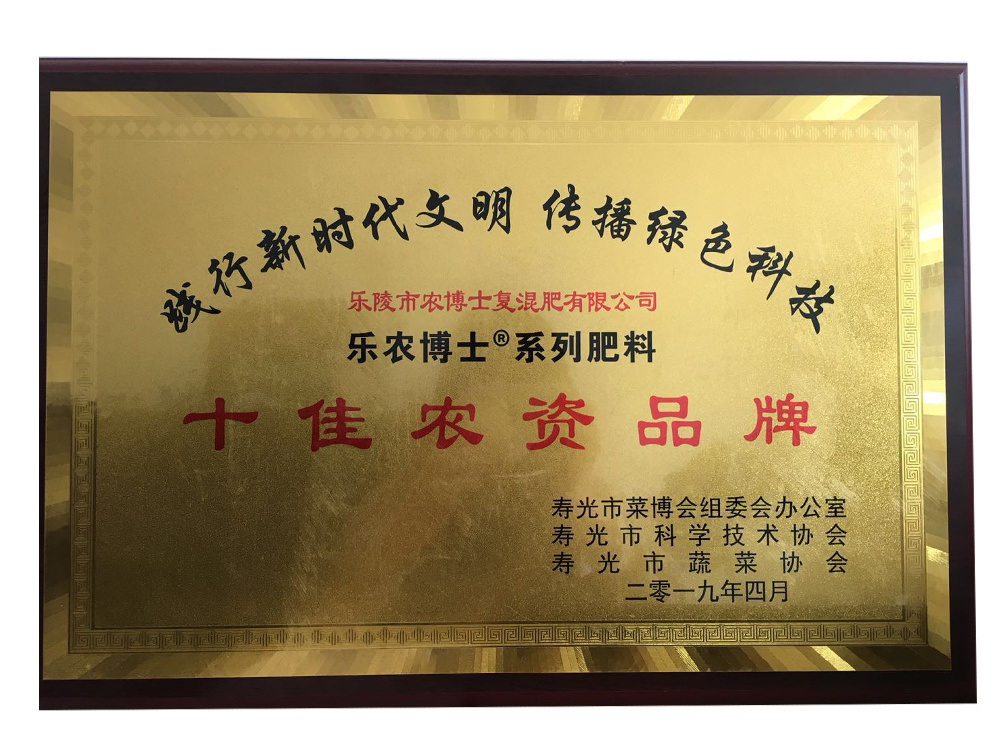 践行新时代文明 传播绿色科技
乐陵市农博士复混肥有限公司
乐农博士®系列肥料
十佳农资品牌
寿光市菜博会组委会办公室
寿光市科学技术协会
寿光市蔬菜协会
二零一九年四月